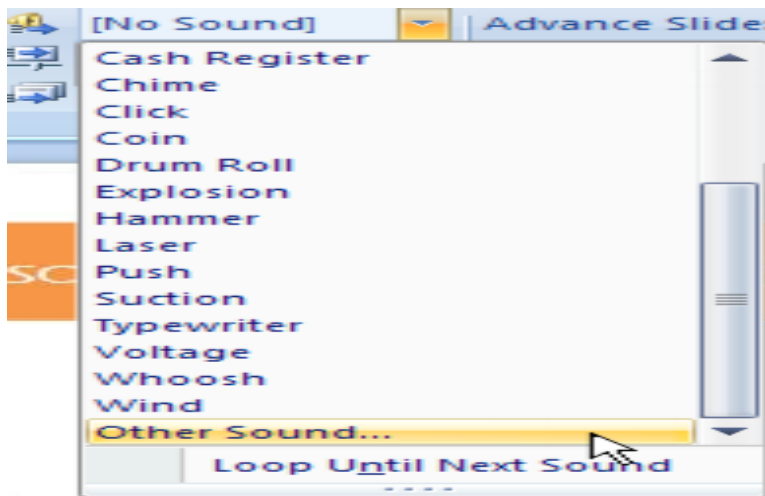 [No Sound] Advance Slide
Cash Register
Chime
Click
Coin
Drum Roll
Explosion
Hammer
Laser
SC Push
Suction
Typewriter
Voltage
Whoosh
Wind
Other Sound...
Loop Until Next Sound